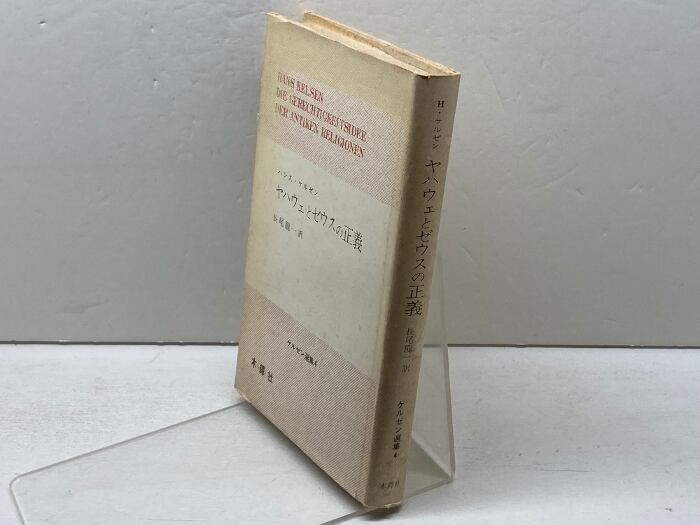 HANS KELSEN
DIE GERECHTIGKEITSIDEE
DER ANTIKEN RELIGIONEN
ハンス・ケルゼン
ヤハウェとゼウスの正義
長尾龍一訳
ケルゼン選集4
木鐸社
H・ケルゼン
ヤハウェとゼウスの正義
長尾龍一訳
ケルゼン選集 4
木鐸社